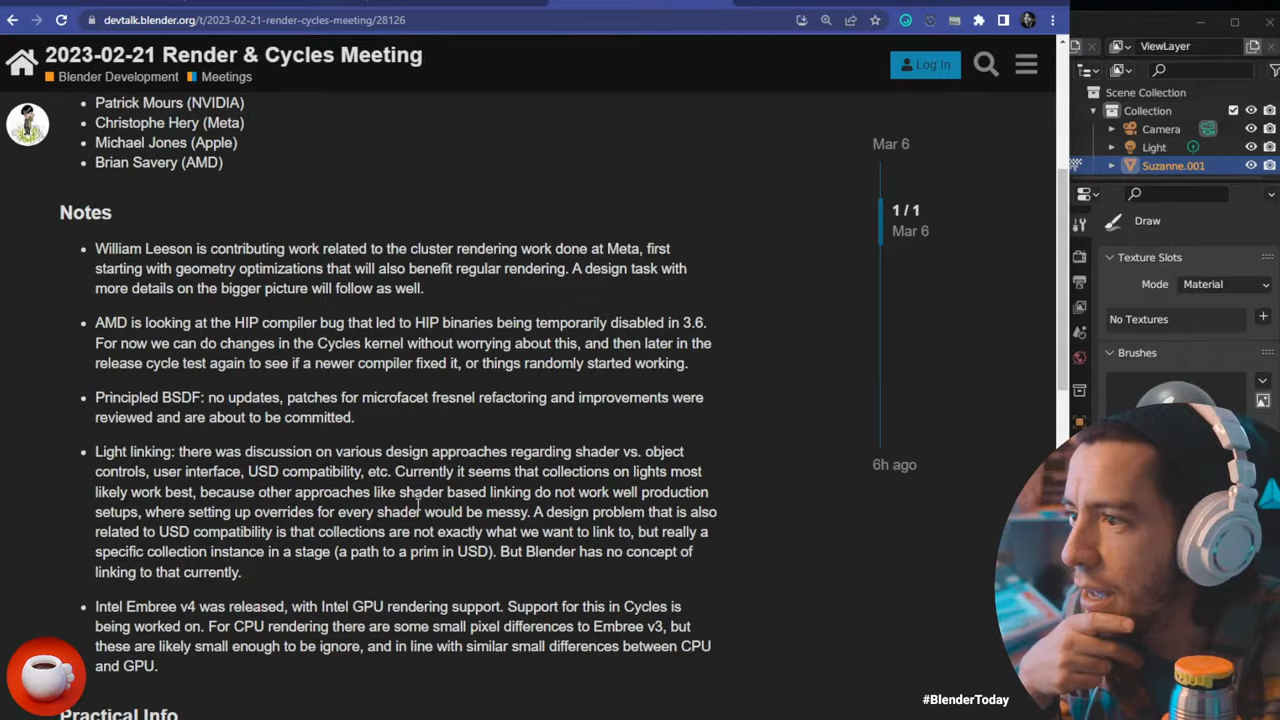 devtalk.blender.org/t/2023-02-21-render-cycles-meeting/28126
2023-02-21 Render & Cycles Meeting
Blender Development Meetings
Log In
Patrick Mours (NVIDIA)
Christophe Hery (Meta)
Michael Jones (Apple)
Brian Savery (AMD)
Notes
William Leeson is contributing work related to the cluster rendering work done at Meta, first
starting with geometry optimizations that will also benefit regular rendering. A design task with
more details on the bigger picture will follow as well.
AMD is looking at the HIP compiler bug that led to HIP binaries being temporarily disabled in 3.6.
For now we can do changes in the Cycles kernel without worrying about this, and then later in the
release cycle test again to see if a newer compiler fixed it, or things randomly started working.
Principled BSDF: no updates, patches for microfacet fresnel refactoring and improvements were
reviewed and are about to be committed.
Light linking: there was discussion on various design approaches regarding shader vs. object
controls, user interface, USD compatibility, etc. Currently it seems that collections on lights most
likely work best, because other approaches like shader based linking do not work well production
setups, where setting up overrides for every shader would be messy. A design problem that is also
related to USD compatibility is that collections are not exactly what we want to link to, but really a
specific collection instance in a stage (a path to a prim in USD). But Blender has no concept of
linking to that currently.
Intel Embree v4 was released, with Intel GPU rendering support. Support for this in Cycles is
being worked on. For CPU rendering there are some small pixel differences to Embree v3, but
these are likely small enough to be ignore, and in line with similar small differences between CPU
and GPU.
Practical Info
Mar 6
1 / 1
Mar 6
6h ago
ViewLayer
Scene Collection
Collection
Camera
Light
Suzanne.001
Draw
Texture Slots
Mode Material
No Textures
Brushes
#BlenderToday